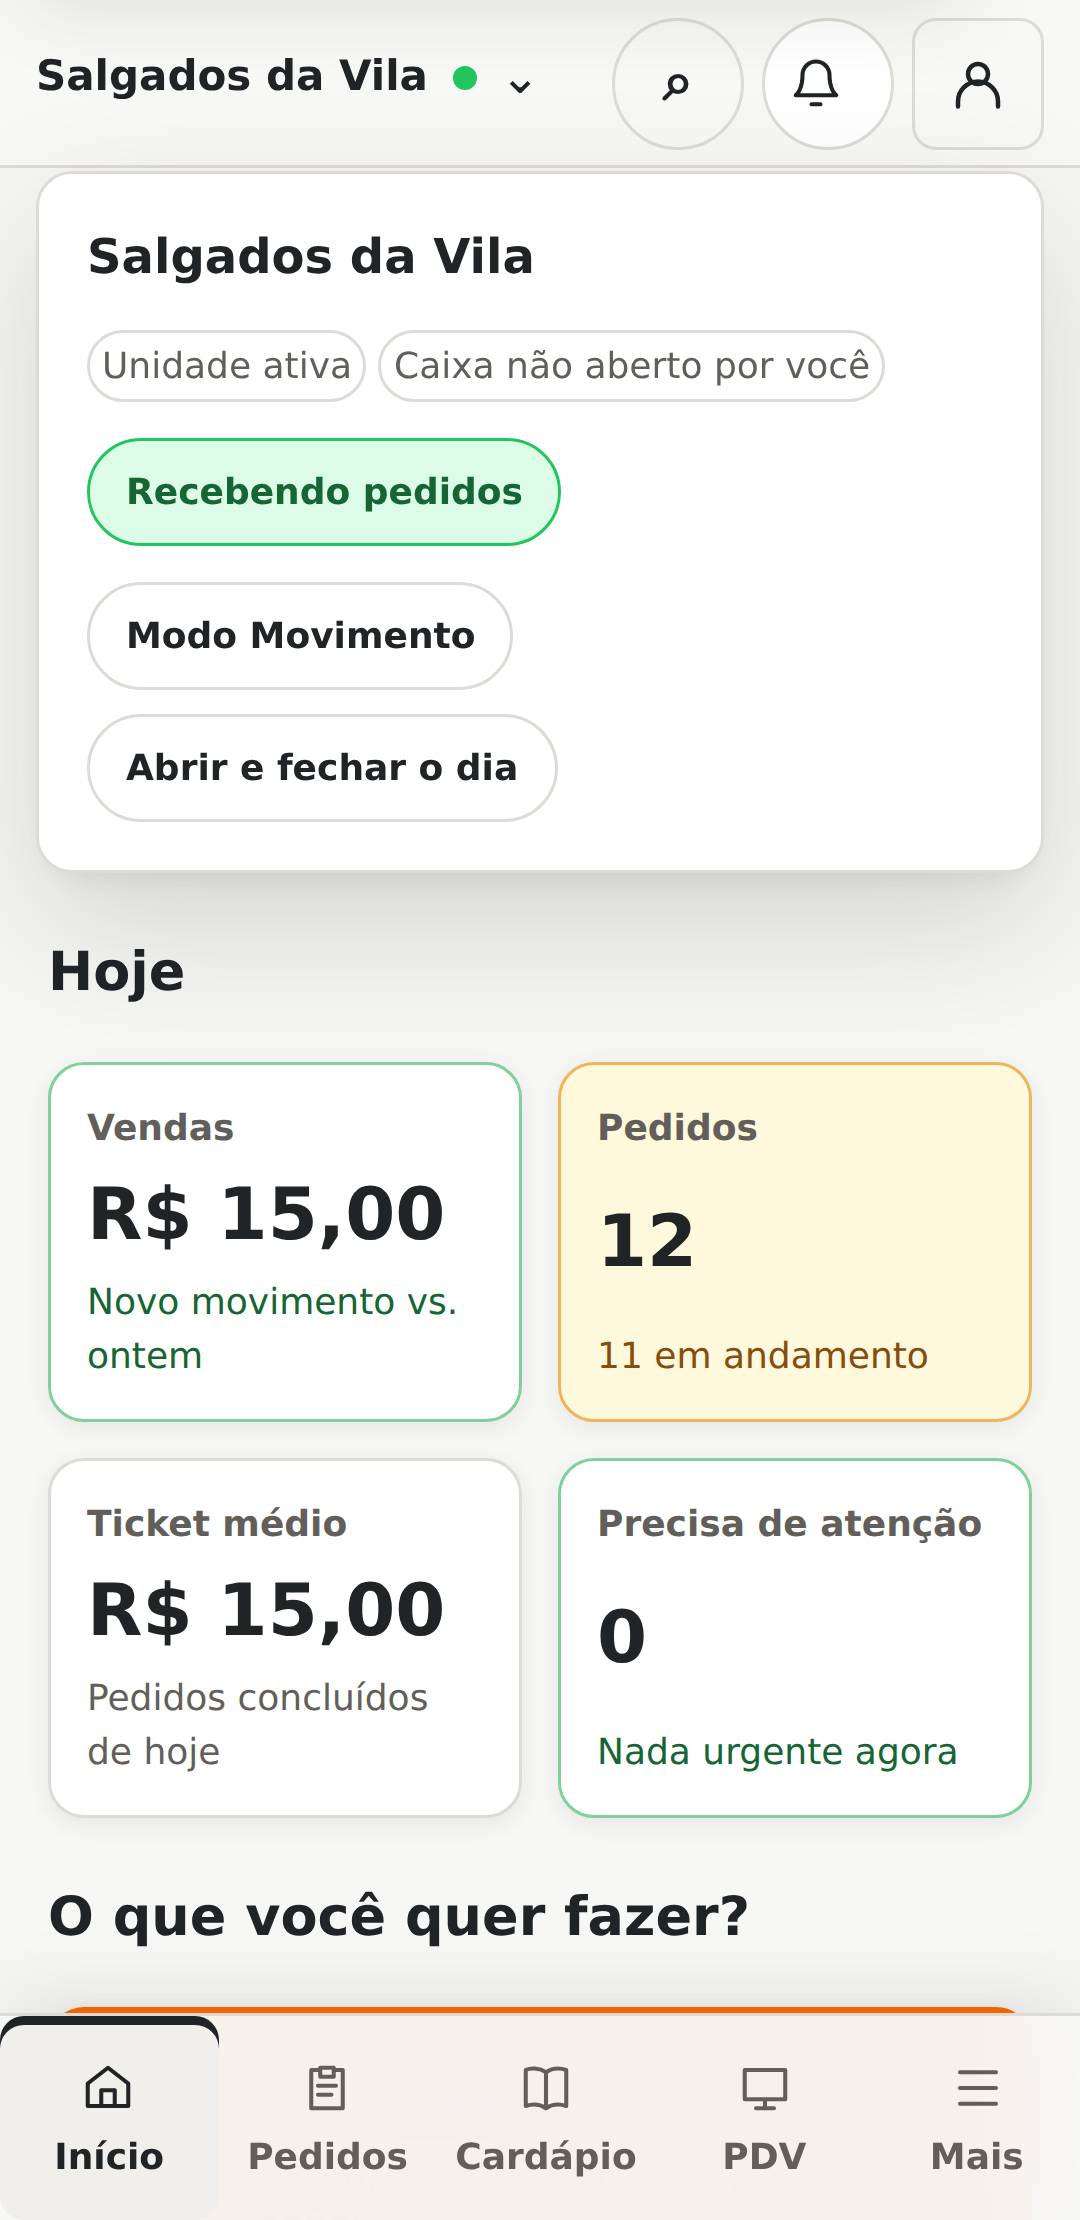 Salgados da Vila
Salgados da Vila
Unidade ativa
Caixa não aberto por você
Recebendo pedidos
Modo Movimento
Abrir e fechar o dia
Hoje
Vendas
R$ 15,00
Novo movimento vs.
ontem
Pedidos
12
11 em andamento
Ticket médio
R$ 15,00
Pedidos concluídos
de hoje
Precisa de atenção
0
Nada urgente agora
O que você quer fazer?
Início
Pedidos
Cardápio
PDV
Mais